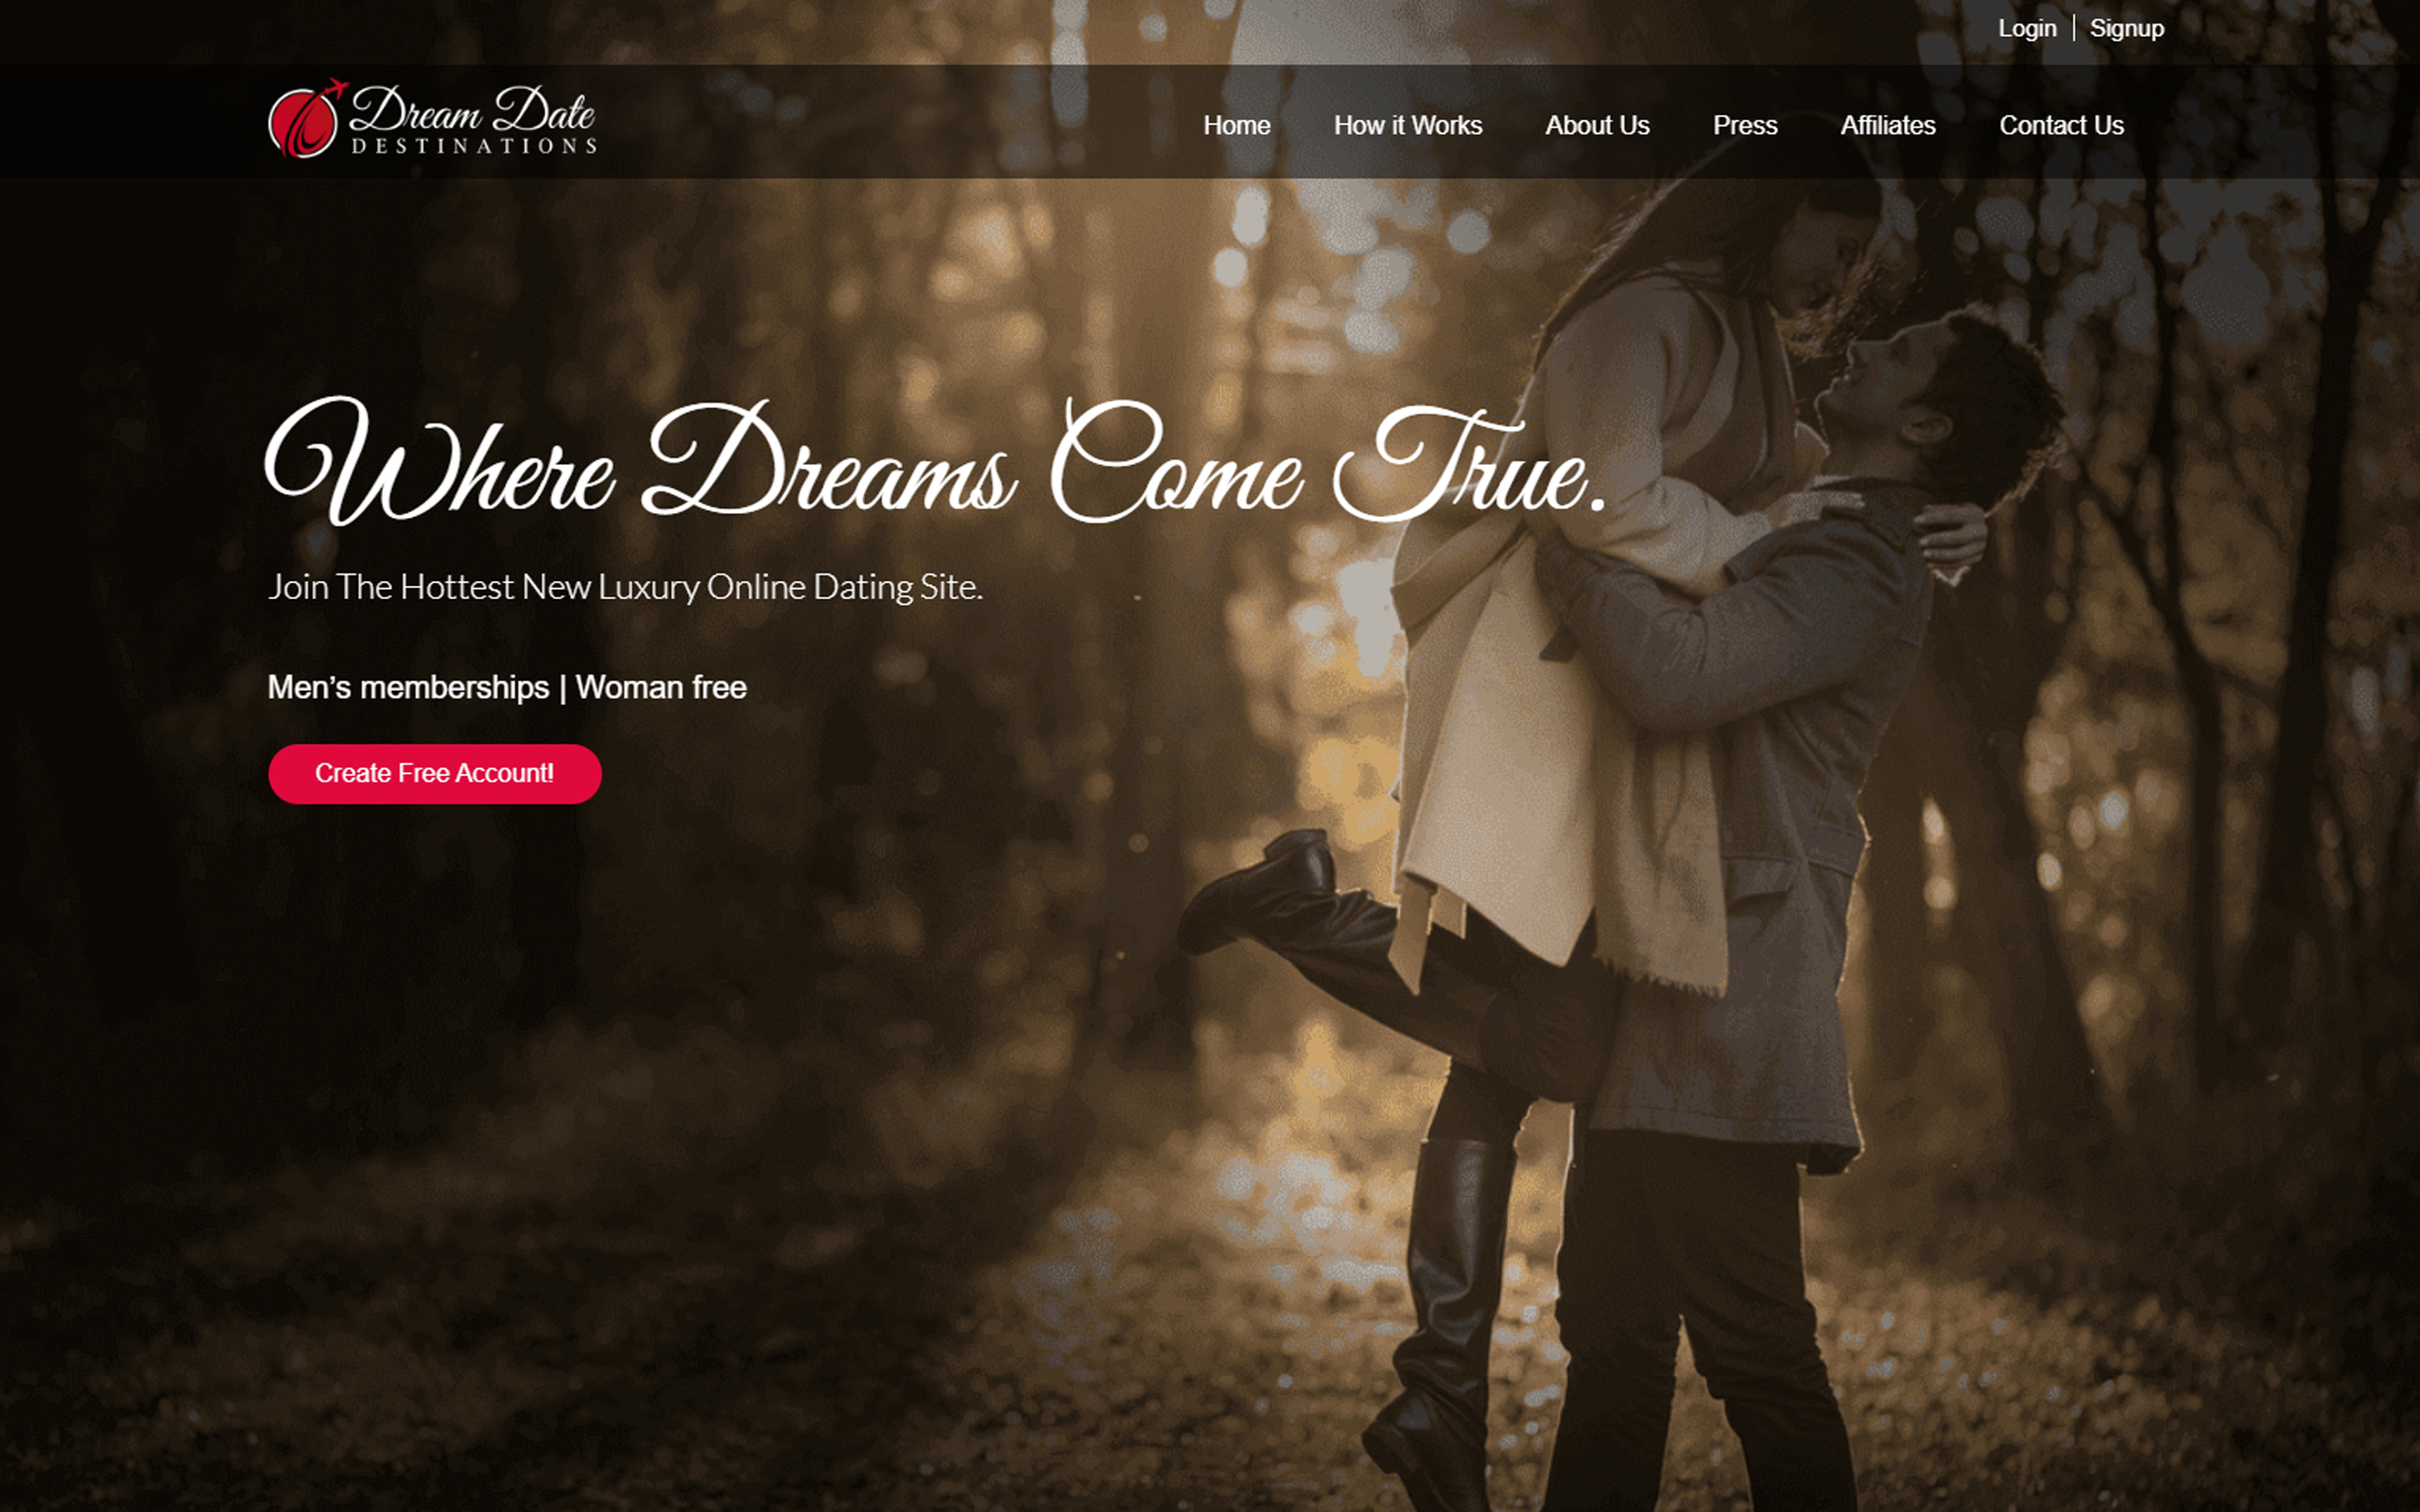 Login | Signup
Dream Date
DESTINATIONS
Home How it Works About Us Press Affiliates Contact Us
Where Dreams Come True.
Join The Hottest New Luxury Online Dating Site.
Men's memberships | Woman free
Create Free Account!